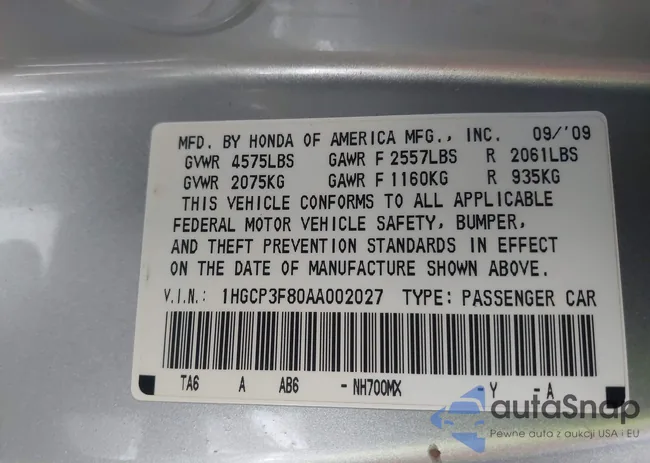 MFD. BY HONDA OF AMERICA MFG., INC. 09/'09
GVWR 4575LBS GAWR F 2557LBS R 2061LBS
GVWR 2075KG GAWR F 1160KG R 935KG
THIS VEHICLE CONFORMS TO ALL APPLICABLE
FEDERAL MOTOR VEHICLE SAFETY, BUMPER,
AND THEFT PREVENTION STANDARDS IN EFFECT
ON THE DATE OF MANUFACTURE SHOWN ABOVE.
V.I.N.: 1HGCP3F80AA002027 TYPE: PASSENGER CAR
TA6 A AB6 -NH700MX -Y -A
autaSnap
Pewne auta z aukcji USA i EU